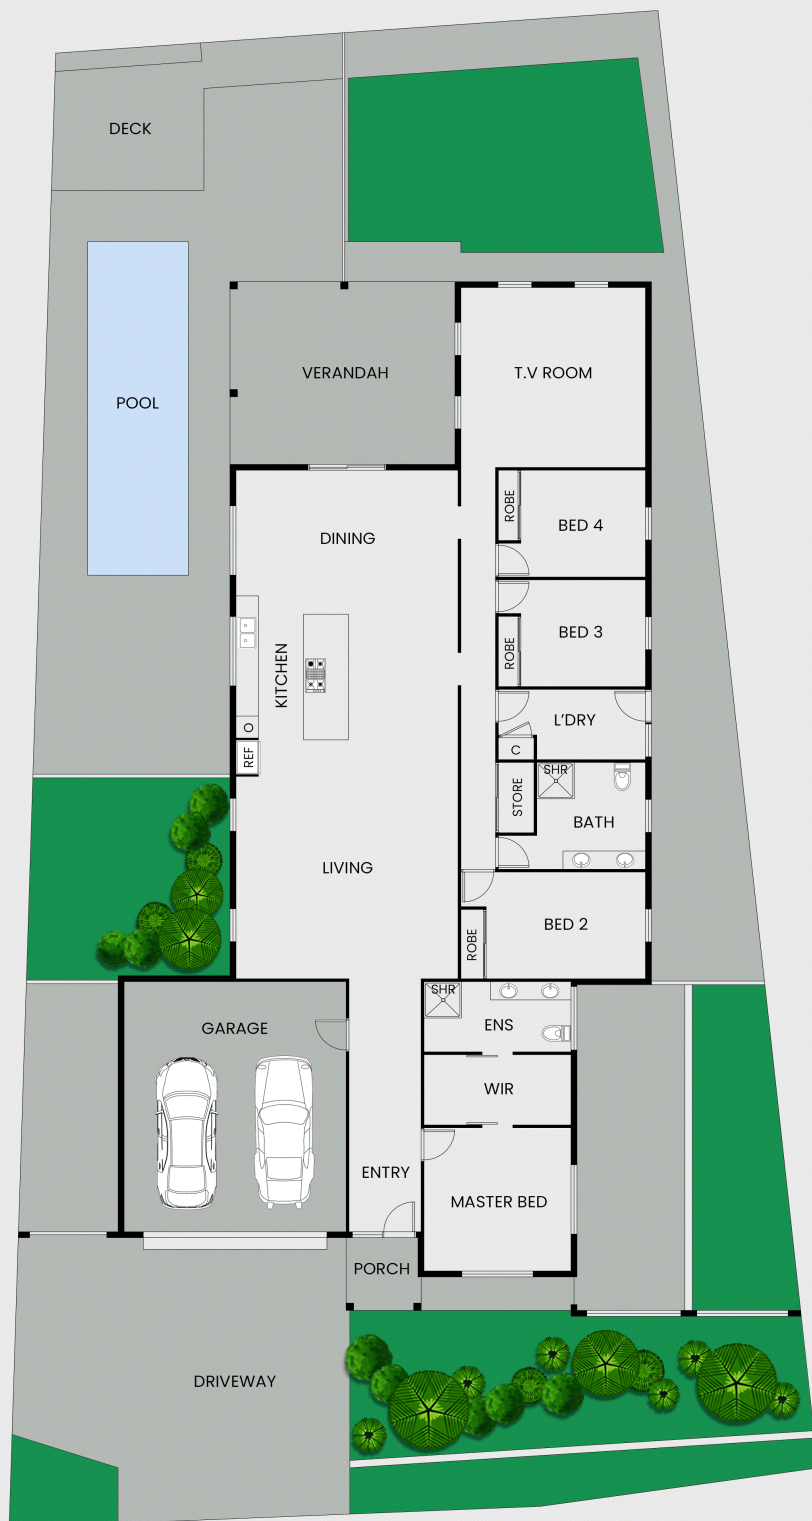 DECK
POOL
VERANDAH
T.V ROOM
ROBE
BED 4
DINING
BED 3
ROBE
KITCHEN
L'DRY
O
C
REF
SHR
STORE
BATH
LIVING
BED 2
ROBE
SHR
ENS
GARAGE
WIR
ENTRY
MASTER BED
PORCH
DRIVEWAY